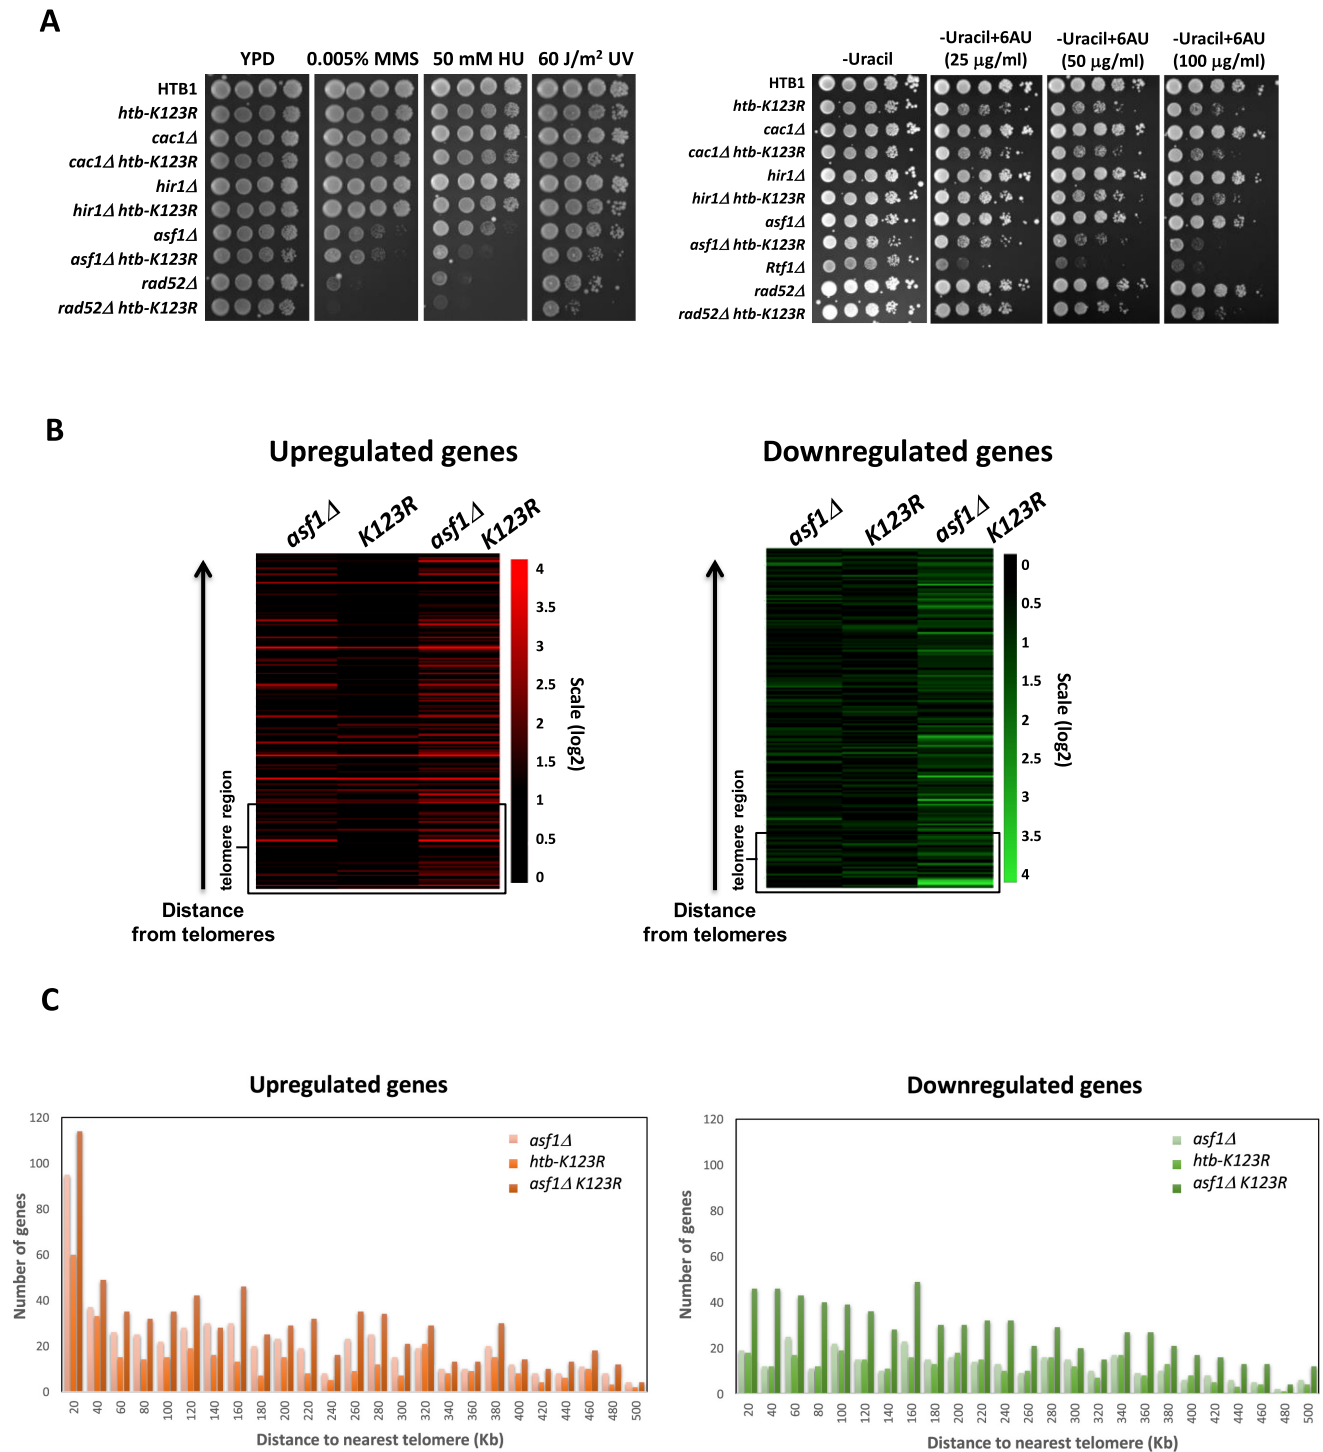 A
YPD 0.005% MMS 50 mM HU 60 J/m² UV
HTB1
htb-K123R
cac1Δ
cac1Δ htb-K123R
hir1Δ
hir1Δ htb-K123R
asf1Δ
asf1Δ htb-K123R
rad52Δ
rad52Δ htb-K123R
-Uracil -Uracil+6AU (25 µg/ml) -Uracil+6AU (50 µg/ml) -Uracil+6AU (100 µg/ml)
HTB1
htb-K123R
cac1Δ
cac1Δ htb-K123R
hir1Δ
hir1Δ htb-K123R
asf1Δ
asf1Δ htb-K123R
Rtf1Δ
rad52Δ
rad52Δ htb-K123R
B
Upregulated genes
asf1Δ K123R asf1Δ K123R
4
3.5
3
2.5
2
1.5
1
0.5
0
Scale (log2)
telomere region
Distance
from telomeres
Downregulated genes
asf1Δ K123R asf1Δ K123R
0
0.5
1
1.5
2
2.5
3
3.5
4
Scale (log2)
telomere region
Distance
from telomeres
C
Upregulated genes
asf1Δ
htb-K123R
asf1Δ K123R
Number of genes
120
100
80
60
40
20
0
20 40 60 80 100 120 140 160 180 200 220 240 260 280 300 320 340 360 380 400 420 440 460 480 500
Distance to nearest telomere (Kb)
Downregulated genes
asf1Δ
htb-K123R
asf1Δ K123R
Number of genes
120
100
80
60
40
20
0
20 40 60 80 100 120 140 160 180 200 220 240 260 280 300 320 340 360 380 400 420 440 460 480 500
Distance to nearest telomere (Kb)